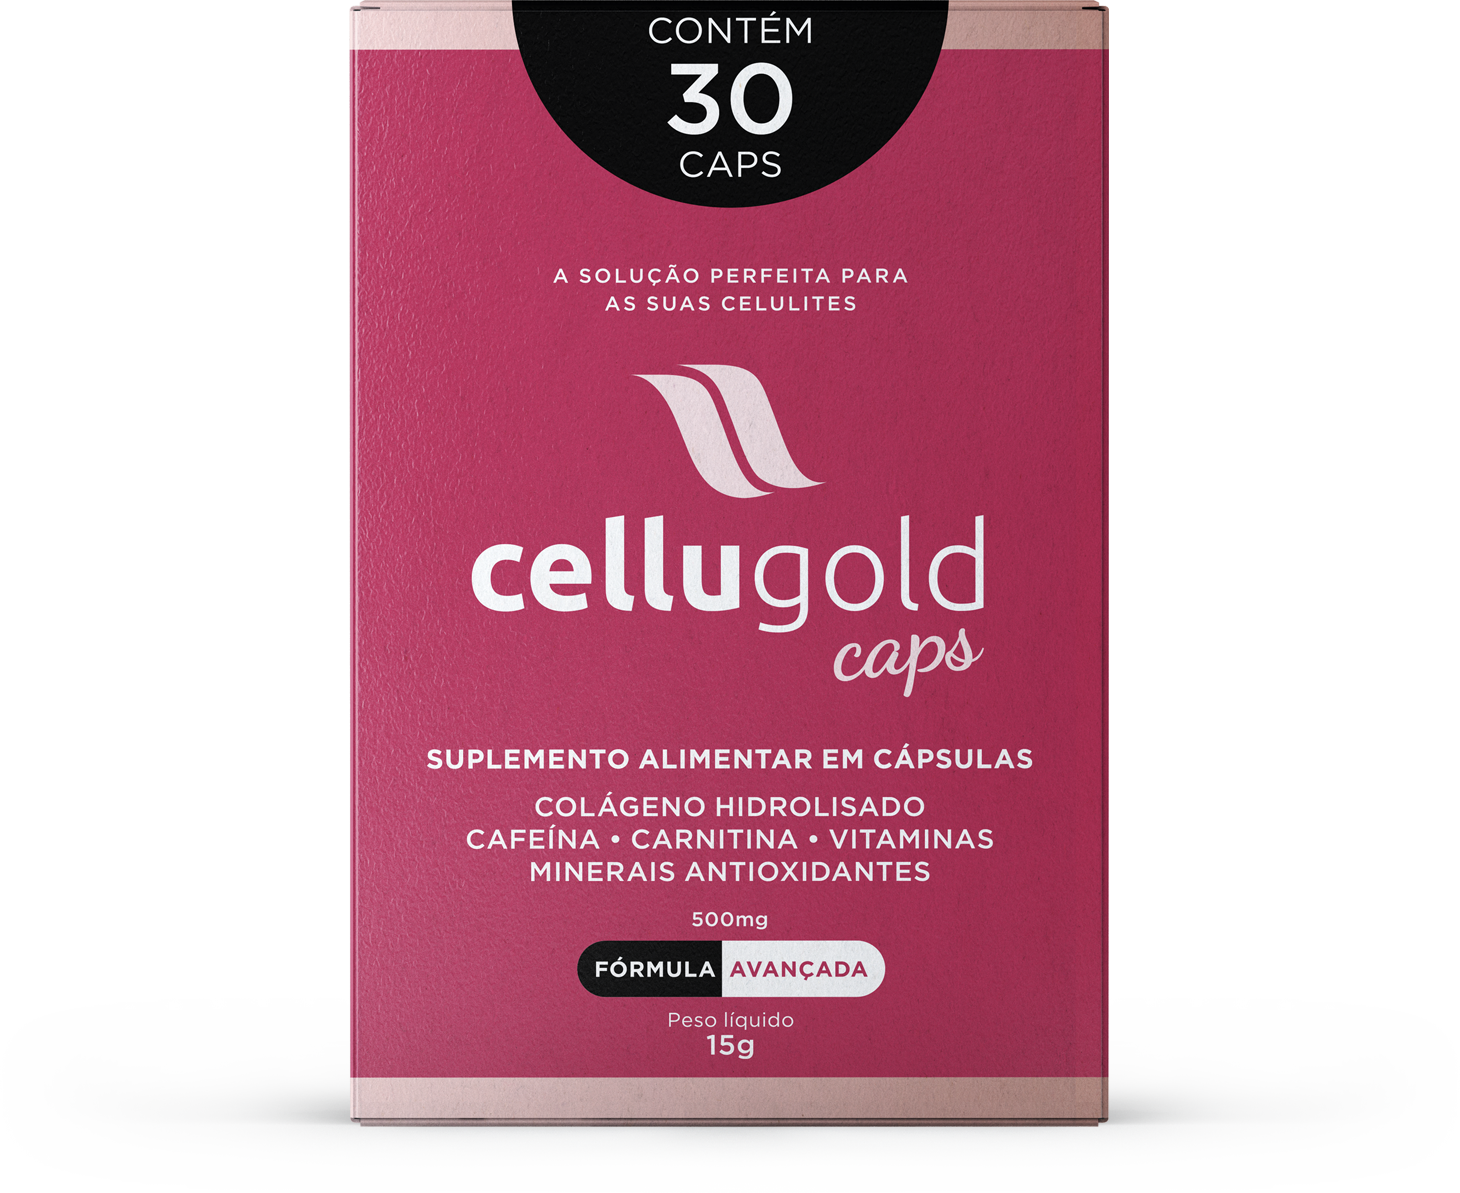 CONTÉM
30
CAPS
A SOLUÇÃO PERFEITA PARA
AS SUAS CELULITES
cellugold
caps
SUPLEMENTO ALIMENTAR EM CÁPSULAS
COLÁGENO HIDROLISADO
CAFEÍNA • CARNITINA • VITAMINAS
MINERAIS ANTIOXIDANTES
500mg
FÓRMULA AVANÇADA
Peso líquido
15g